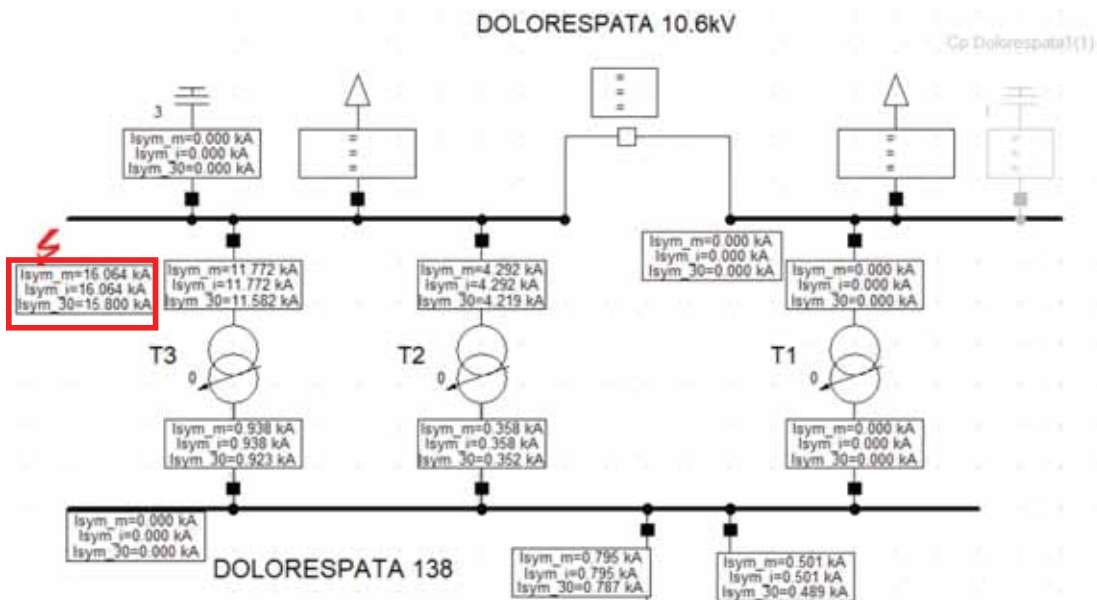 DOLORESPATA 10.6kV
Cp Dolorespata1(1)
=
=
=
3
1
Isym_m=0.000 kA
Isym_i=0.000 kA
Isym_30=0.000 kA
=
=
=
=
=
=
=
=
=
Isym_m=16.064 kA
Isym_i=16.064 kA
Isym_30=15.800 kA
Isym_m=11.772 kA
Isym_i=11.772 kA
Isym_30=11.582 kA
Isym_m=4.292 kA
Isym_i=4.292 kA
Isym_30=4.219 kA
Isym_m=0.000 kA
Isym_i=0.000 kA
Isym_30=0.000 kA
Isym_m=0.000 kA
Isym_i=0.000 kA
Isym_30=0.000 kA
T3
0
T2
0
T1
0
Isym_m=0.938 kA
Isym_i=0.938 kA
Isym_30=0.923 kA
Isym_m=0.358 kA
Isym_i=0.358 kA
Isym_30=0.352 kA
Isym_m=0.000 kA
Isym_i=0.000 kA
Isym_30=0.000 kA
Isym_m=0.000 kA
Isym_i=0.000 kA
Isym_30=0.000 kA
DOLORESPATA 138
Isym_m=0.795 kA
Isym_i=0.795 kA
Isym_30=0.787 kA
Isym_m=0.501 kA
Isym_i=0.501 kA
Isym_30=0.489 kA